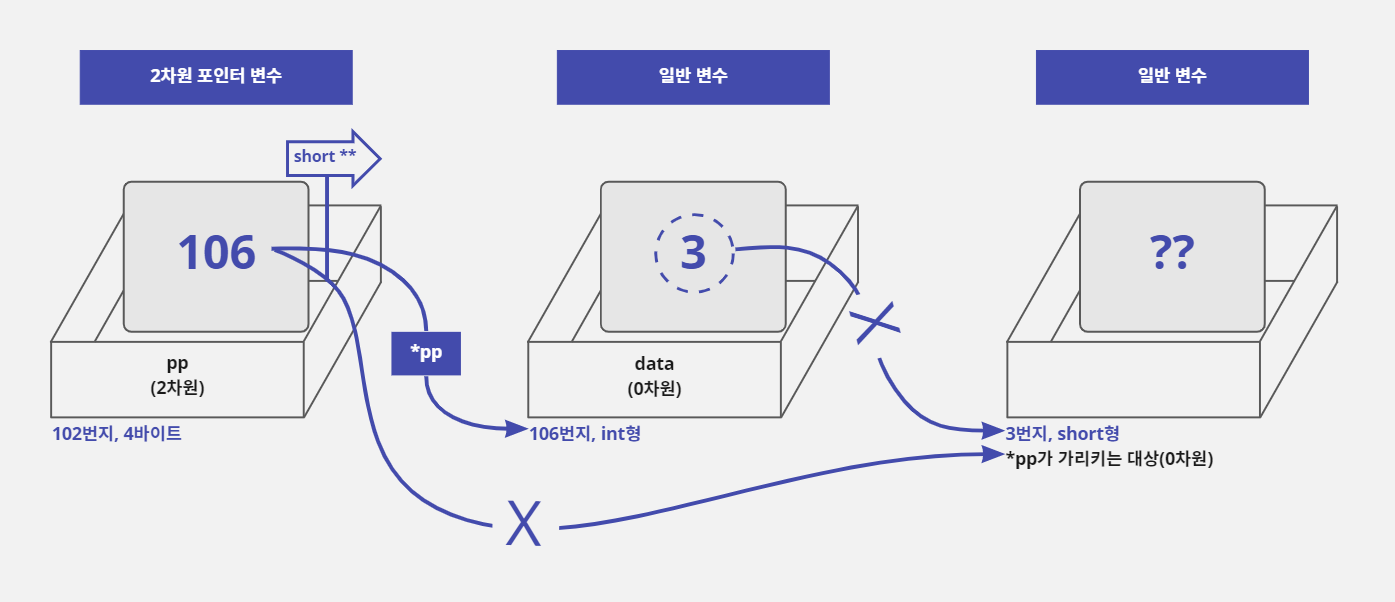 2차원 포인터 변수
일반 변수
일반 변수
short **
106
3
??
*pp
pp
(2차원)
data
(0차원)
102번지, 4바이트
106번지, int형
3번지, short형
*pp가 가리키는 대상(0차원)
X
X